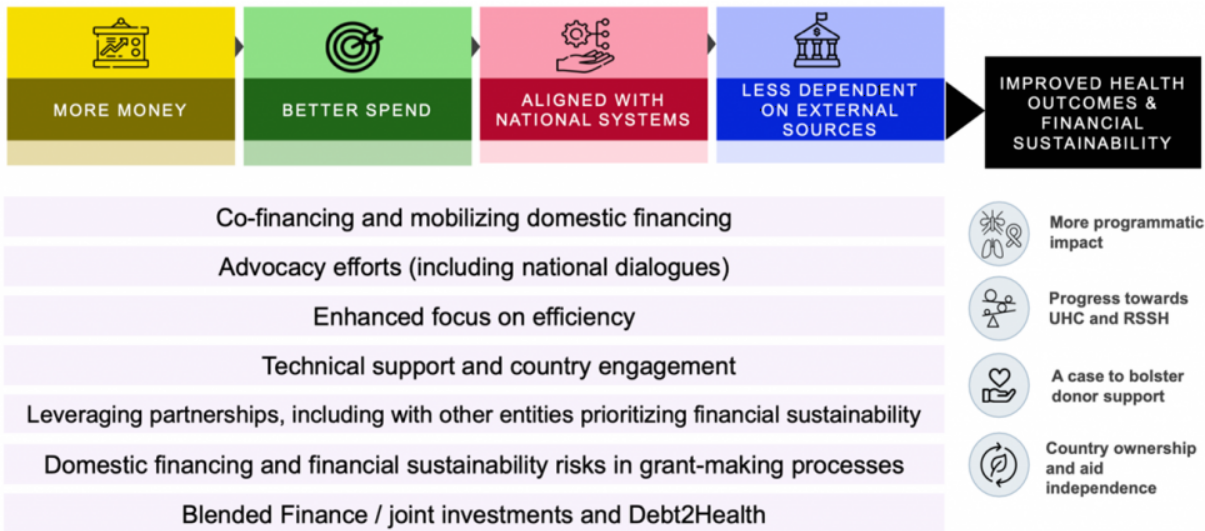 MORE MONEY
BETTER SPEND
ALIGNED WITH
NATIONAL SYSTEMS
LESS DEPENDENT
ON EXTERNAL
SOURCES
IMPROVED HEALTH
OUTCOMES &
FINANCIAL
SUSTAINABILITY
Co-financing and mobilizing domestic financing
Advocacy efforts (including national dialogues)
Enhanced focus on efficiency
Technical support and country engagement
Leveraging partnerships, including with other entities prioritizing financial sustainability
Domestic financing and financial sustainability risks in grant-making processes
Blended Finance / joint investments and Debt2Health
More programmatic
impact
Progress towards
UHC and RSSH
A case to bolster
donor support
Country ownership
and aid
independence